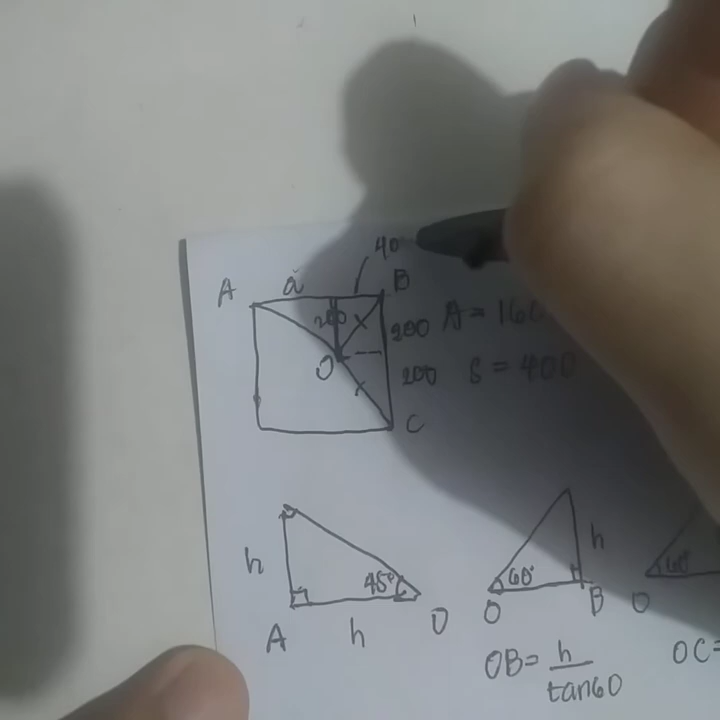 40
A a B
200 200 A = 160
O 200 S = 400
C
h 45° h 60° 60°
A h O O B O
OB = h / tan60 OC =